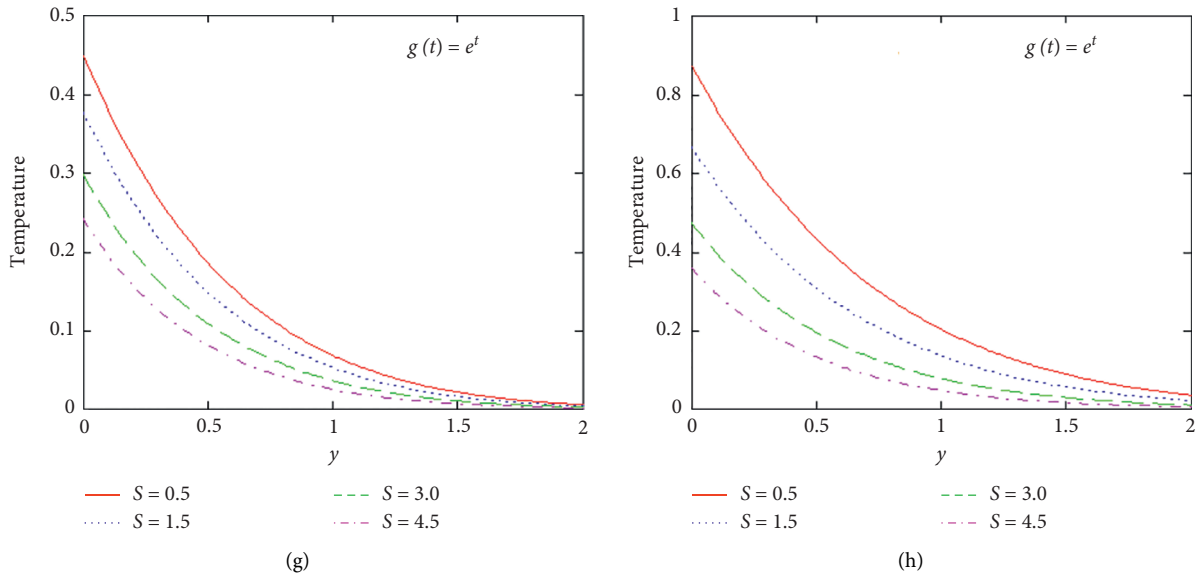 0.5
g (t) = e^t
0.4
0.3
Temperature
0.2
0.1
0
0 0.5 1 1.5 2
y
S = 0.5 S = 3.0
S = 1.5 S = 4.5
(g)
1
g (t) = e^t
0.8
0.6
Temperature
0.4
0.2
0
0 0.5 1 1.5 2
y
S = 0.5 S = 3.0
S = 1.5 S = 4.5
(h)